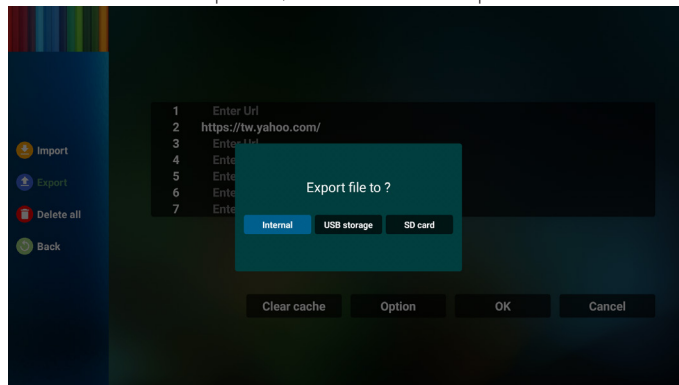 Import
Export
Delete all
Back
1 Enter Url
2 https://tw.yahoo.com/
3 Enter Url
4 Ente
5 Ente
6 Ente
7 Ente
Export file to ?
Internal USB storage SD card
Clear cache Option OK Cancel